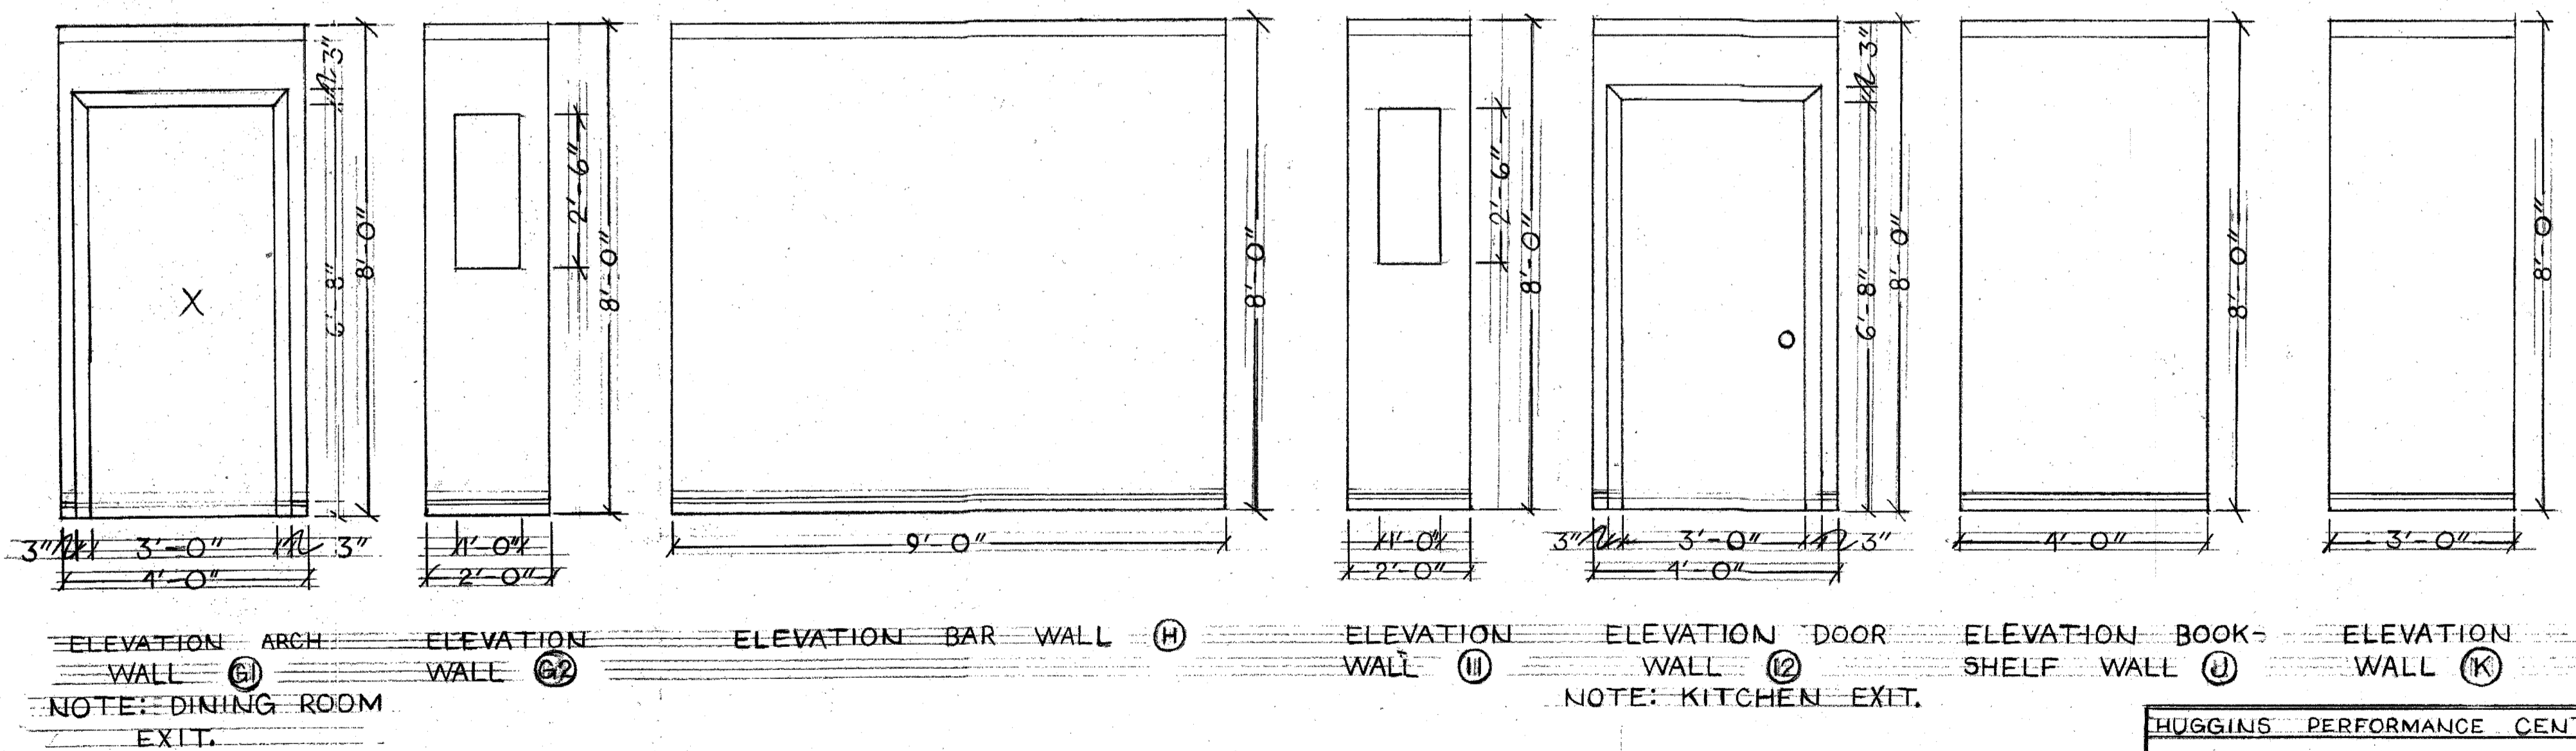 3"
8'-0"
6'-8"
X
3" 3'-0" 3"
4'-0"
2'-6"
8'-0"
1'-0"
2'-0"
8'-0"
9'-0"
2'-6"
8'-0"
1'-0"
2'-0"
3"
6'-8"
8'-0"
3" 3'-0" 3"
4'-0"
8'-0"
4'-0"
8'-0"
3'-0"
ELEVATION ARCH
WALL G1
NOTE: DINING ROOM
EXIT.
ELEVATION
WALL G2
ELEVATION BAR WALL H
ELEVATION
WALL I1
ELEVATION DOOR
WALL I2
NOTE: KITCHEN EXIT.
ELEVATION BOOK-
SHELF WALL J
ELEVATION
WALL K
HUGGINS PERFORMANCE CENT